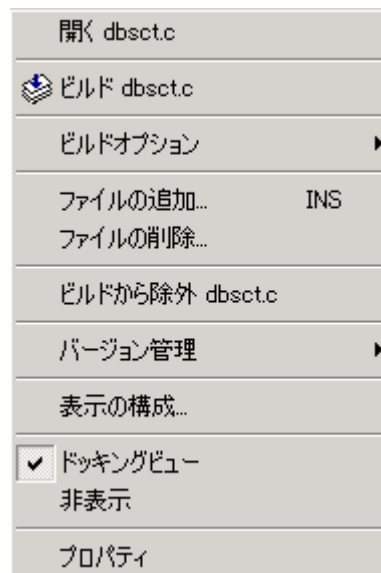 開く dbsct.c
ビルド dbsct.c
ビルドオプション
ファイルの追加... INS
ファイルの削除...
ビルドから除外 dbsct.c
バージョン管理
表示の構成...
ドッキングビュー
非表示
プロパティ